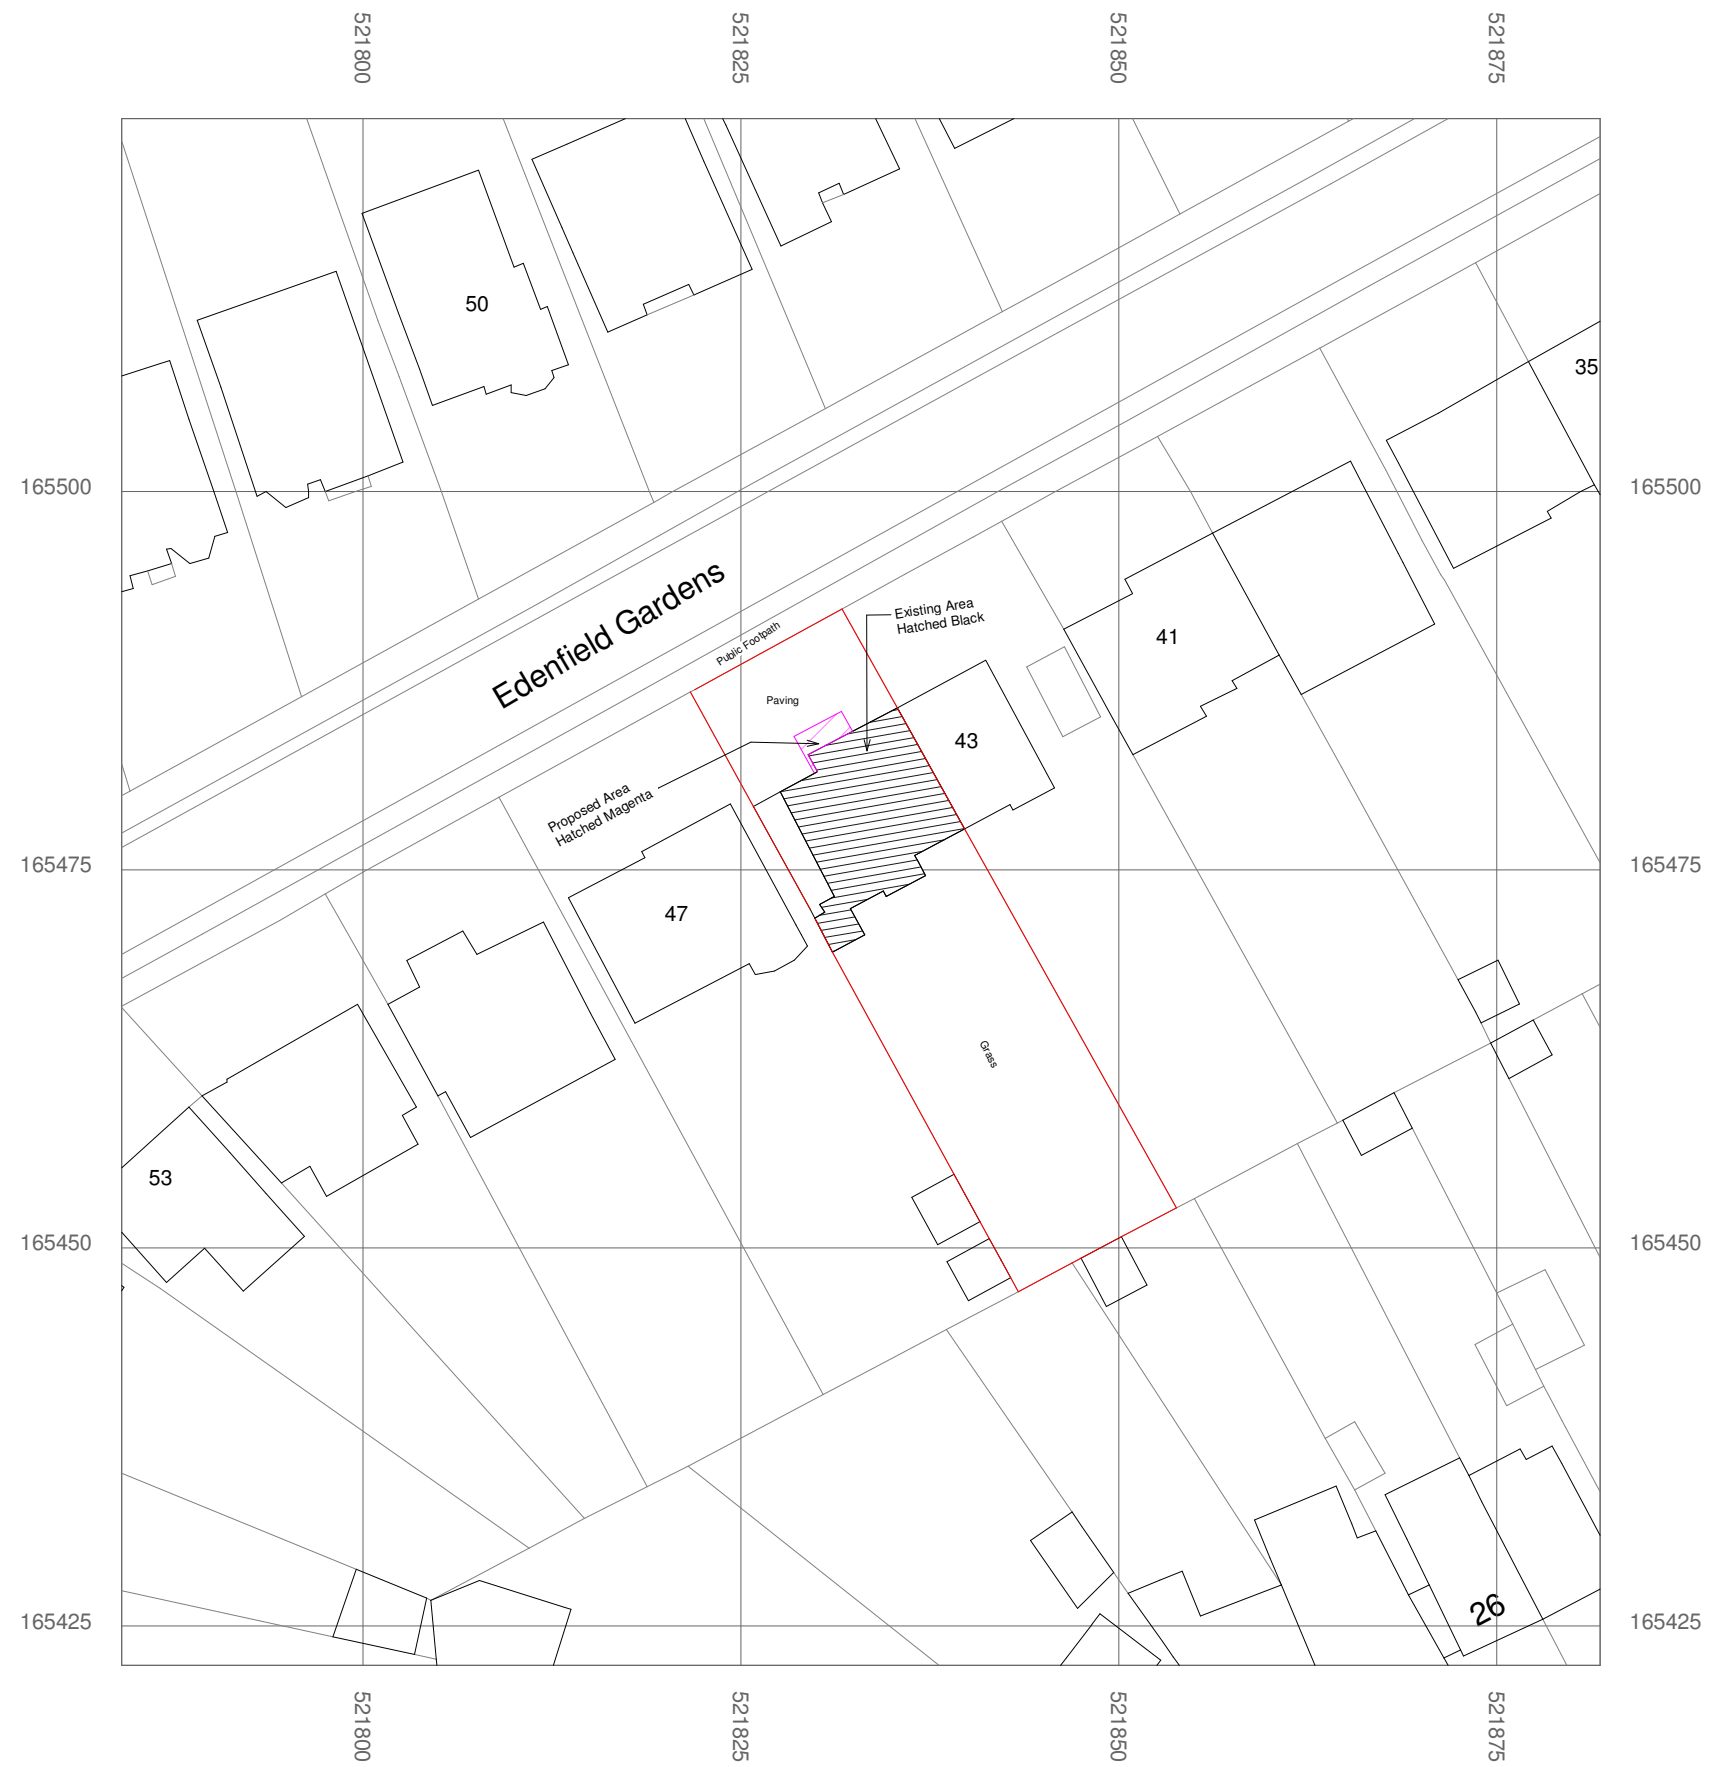 521800
521825
521850
521875
50
35
165500
165500
Edenfield Gardens
Public Footpath
Existing Area
Hatched Black
41
Paving
43
Proposed Area
Hatched Magenta
165475
165475
47
Grass
53
165450
165450
26
165425
165425
521800
521825
521850
521875